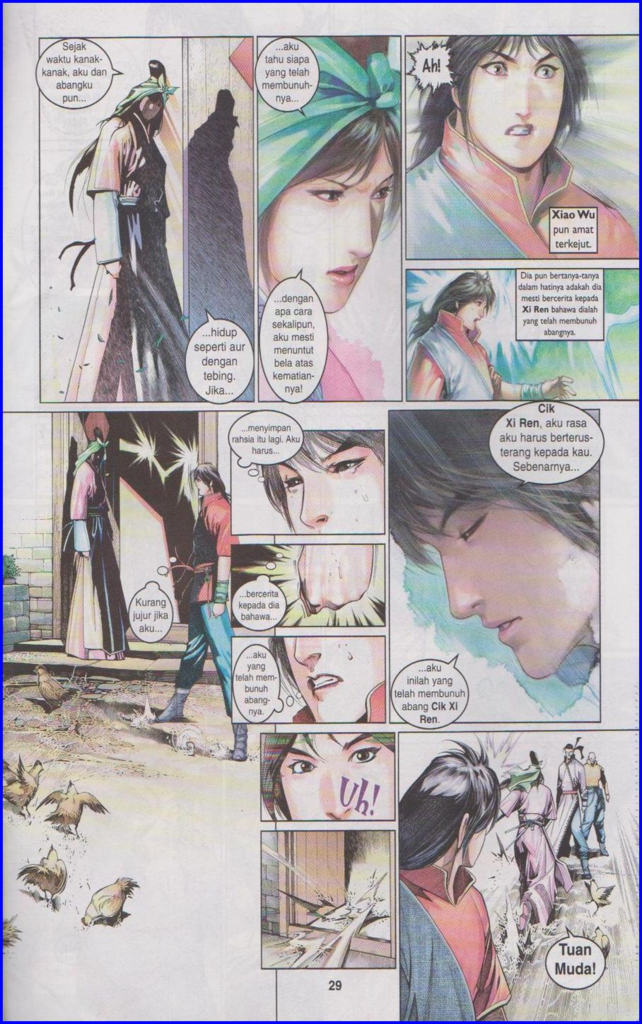 Sejak
waktu kanak-
kanak, aku dan
abangku
pun...
...hidup
seperti aur
dengan
tebing.
Jika...
...aku
tahu siapa
yang telah
membunuh-
nya...
...dengan
apa cara
sekalipun,
aku mesti
menuntut
bela atas
kematian-
nya!
Ah!
Xiao Wu
pun amat
terkejut.
Dia pun bertanya-tanya
dalam hatinya adakah dia
mesti bercerita kepada
Xi Ren bahawa dialah
yang telah membunuh
abangnya.
Kurang
jujur jika
aku...
...menyimpan
rahsia itu lagi. Aku
harus...
...bercerita
kepada dia
bahawa...
...aku
yang telah
mem-
bunuh
abang-
nya.
Cik
Xi Ren, aku rasa
aku harus berterus-
terang kepada kau.
Sebenarnya...
...aku
inilah yang telah
membunuh
abang Cik Xi
Ren.
Uh!
Tuan
Muda!
29